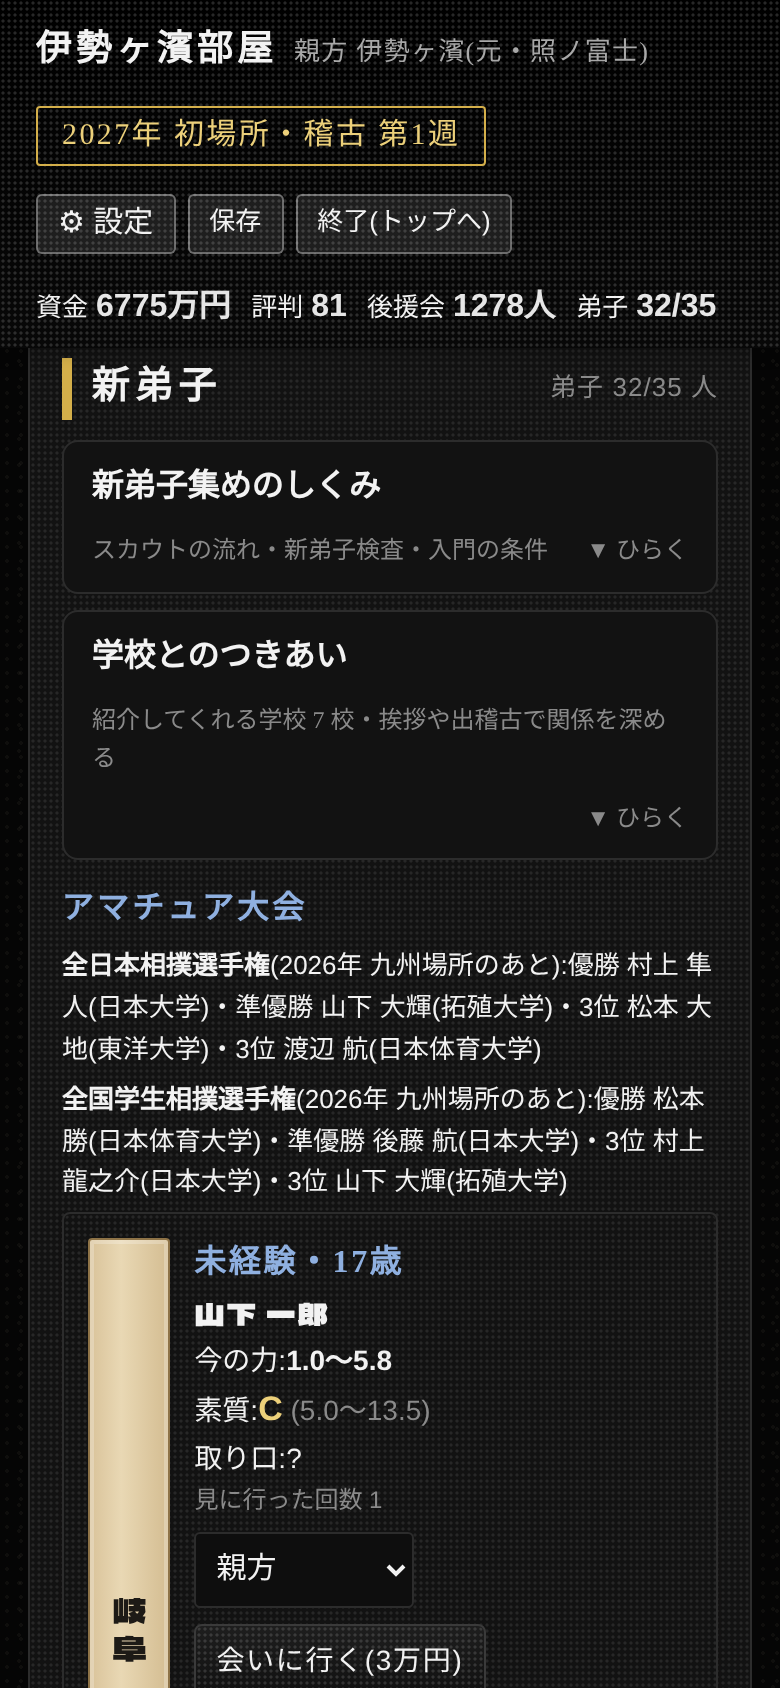 伊勢ヶ濱部屋 親方 伊勢ヶ濱(元・照ノ富士)
2027年 初場所・稽古 第1週
⚙ 設定 保存 終了(トップへ)
資金 6775万円 評判 81 後援会 1278人 弟子 32/35
新弟子 弟子 32/35 人
新弟子集めのしくみ
スカウトの流れ・新弟子検査・入門の条件 ▼ ひらく
学校とのつきあい
紹介してくれる学校 7 校・挨拶や出稽古で関係を深め
る
▼ ひらく
アマチュア大会
全日本相撲選手権(2026年 九州場所のあと):優勝 村上 隼
人(日本大学)・準優勝 山下 大輝(拓殖大学)・3位 松本 大
地(東洋大学)・3位 渡辺 航(日本体育大学)
全国学生相撲選手権(2026年 九州場所のあと):優勝 松本
勝(日本体育大学)・準優勝 後藤 航(日本大学)・3位 村上
龍之介(日本大学)・3位 山下 大輝(拓殖大学)
未経験・17歳
山下 一郎
今の力:1.0〜5.8
素質:C (5.0〜13.5)
取り口:?
見に行った回数 1
親方
会いに行く(3万円)
岐阜